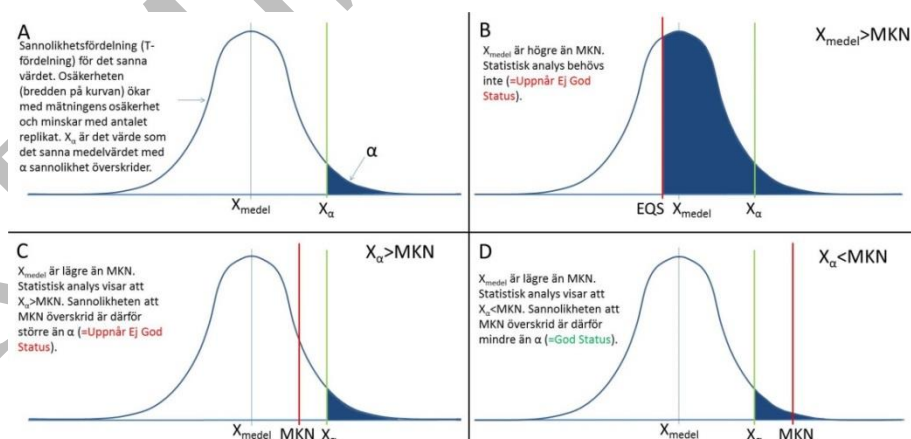 A
Sannolikhetsfördelning (T-
fördelning) för det sanna
värdet. Osäkerheten
(bredden på kurvan) ökar
med mätningens osäkerhet
och minskar med antalet
replikat. Xα är det värde som
det sanna medelvärdet med
α sannolikhet överskrider.
α
Xmedel Xα
B
Xmedel>MKN
Xmedel är högre än MKN.
Statistisk analys behövs
inte (=Uppnår Ej God
Status).
EQS Xmedel Xα
C
Xα>MKN
Xmedel är lägre än MKN.
Statistisk analys visar att
Xα>MKN. Sannolikheten att
MKN överskrid är därför
större än α (=Uppnår Ej God
Status).
Xmedel MKN Xα
D
Xα<MKN
Xmedel är lägre än MKN.
Statistisk analys visar att
Xα<MKN. Sannolikheten att
MKN överskrid är därför
mindre än α (=God Status).
Xmedel Xα MKN